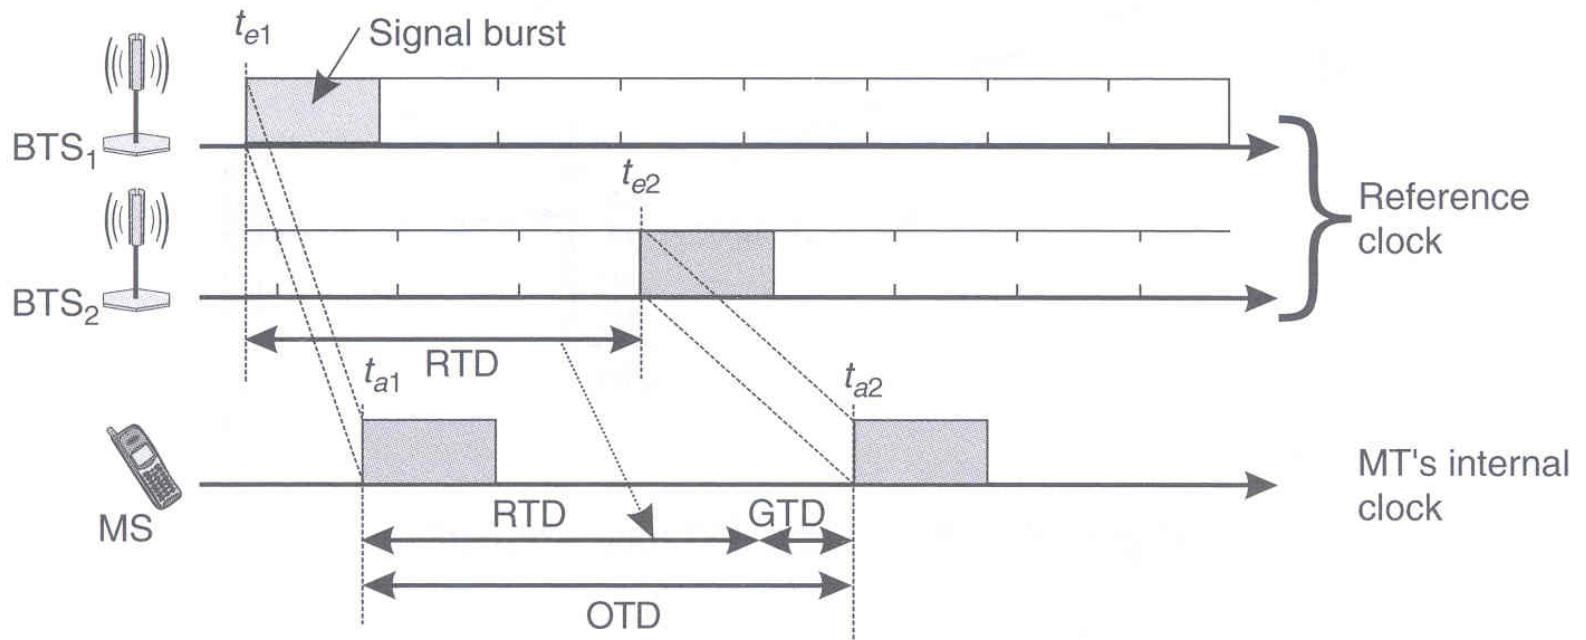 t_e1
Signal burst
BTS_1
t_e2
Reference
clock
BTS_2
RTD
t_a1
t_a2
MS
RTD
GTD
MT's internal
clock
OTD